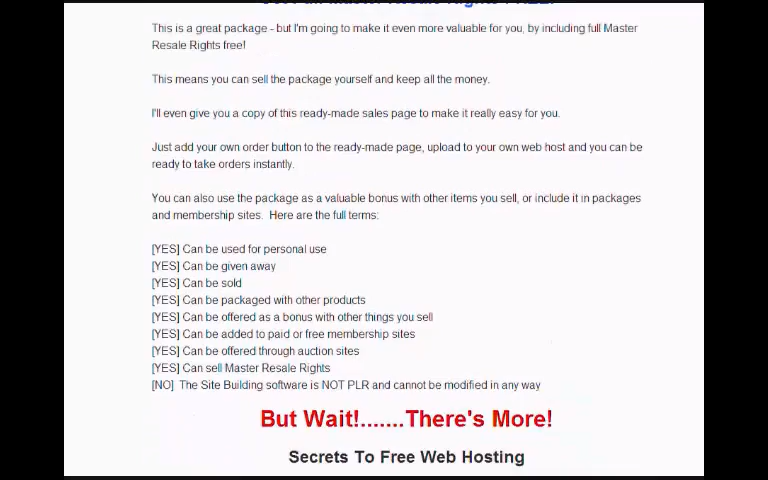 This is a great package - but I'm going to make it even more valuable for you, by including full Master
Resale Rights free!
This means you can sell the package yourself and keep all the money.
I'll even give you a copy of this ready-made sales page to make it really easy for you.
Just add your own order button to the ready-made page, upload to your own web host and you can be
ready to take orders instantly.
You can also use the package as a valuable bonus with other items you sell, or include it in packages
and membership sites. Here are the full terms:
[YES] Can be used for personal use
[YES] Can be given away
[YES] Can be sold
[YES] Can be packaged with other products
[YES] Can be offered as a bonus with other things you sell
[YES] Can be added to paid or free membership sites
[YES] Can be offered through auction sites
[YES] Can sell Master Resale Rights
[NO] The Site Building software is NOT PLR and cannot be modified in any way
But Wait!.......There's More!
Secrets To Free Web Hosting